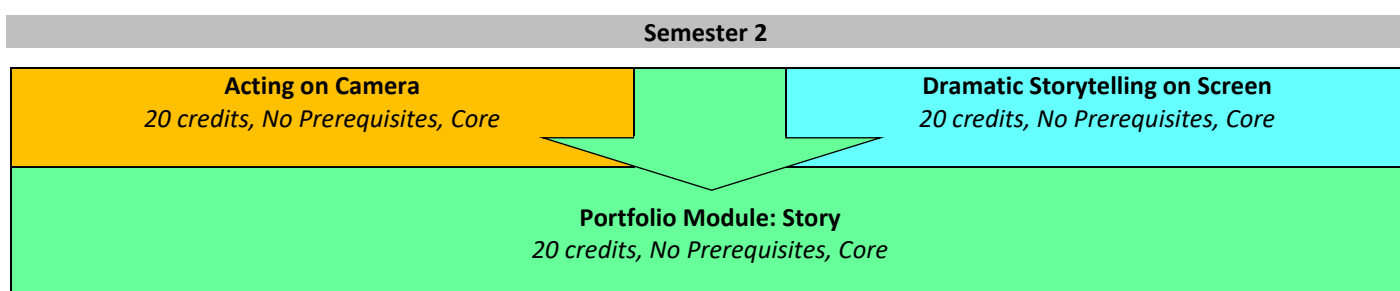 Semester 2
Acting on Camera
20 credits, No Prerequisites, Core
Dramatic Storytelling on Screen
20 credits, No Prerequisites, Core
Portfolio Module: Story
20 credits, No Prerequisites, Core